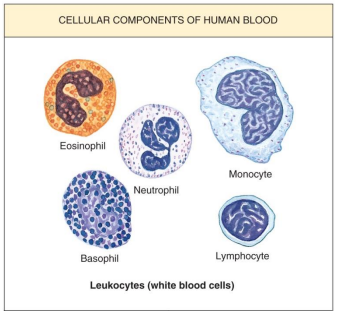 CELLULAR COMPONENTS OF HUMAN BLOOD
Eosinophil
Neutrophil
Monocyte
Basophil
Lymphocyte
Leukocytes (white blood cells)